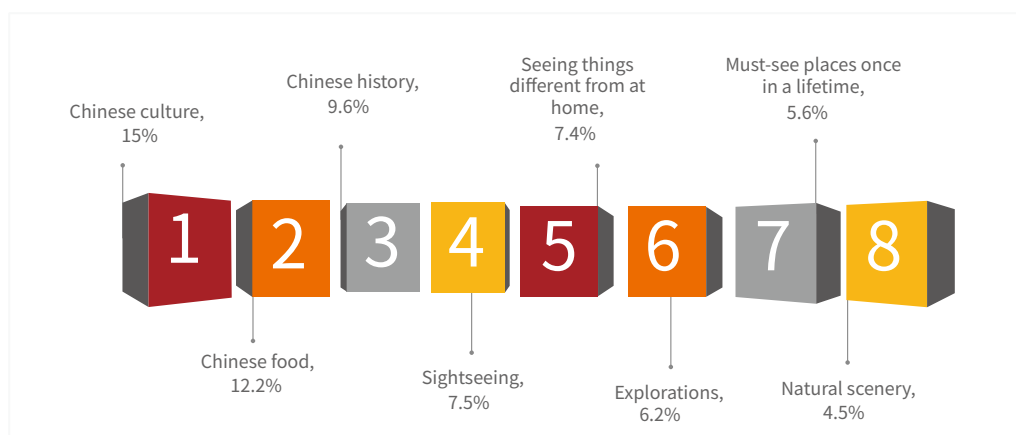 Chinese culture,
15%
Chinese history,
9.6%
Seeing things
different from at
home,
7.4%
Must-see places once
in a lifetime,
5.6%
1
2
3
4
5
6
7
8
Chinese food,
12.2%
Sightseeing,
7.5%
Explorations,
6.2%
Natural scenery,
4.5%